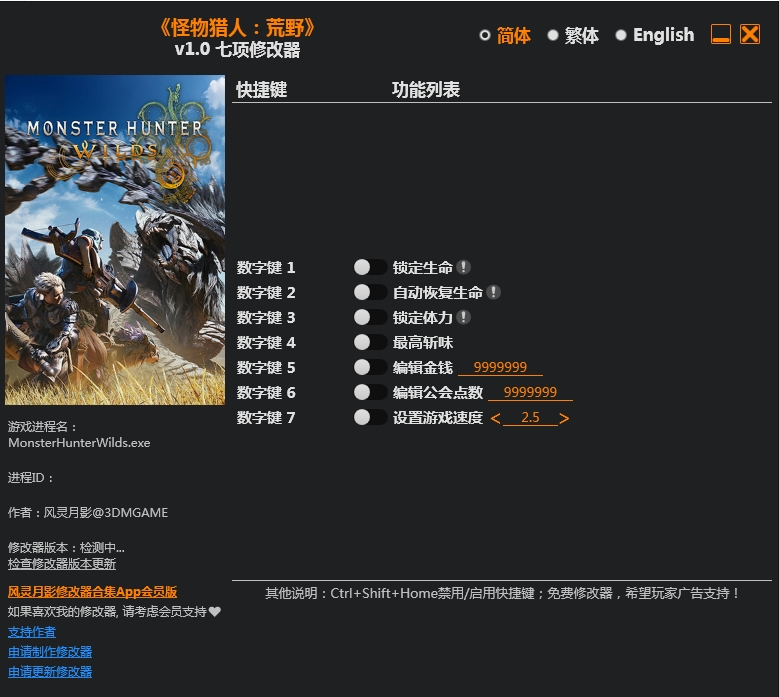 《怪物猎人：荒野》
v1.0 七项修改器
简体 繁体 English
MONSTER HUNTER
WILDS
快捷键 功能列表
数字键 1 锁定生命 !
数字键 2 自动恢复生命 !
数字键 3 锁定体力 !
数字键 4 最高斩味
数字键 5 编辑金钱 9999999
数字键 6 编辑公会点数 9999999
数字键 7 设置游戏速度 < 2.5 >
游戏进程名：
MonsterHunterWilds.exe
进程ID：
作者：风灵月影@3DMGAME
修改器版本：检测中...
检查修改器版本更新
风灵月影修改器合集App会员版
如果喜欢我的修改器, 请考虑会员支持❤
支持作者
申请制作修改器
申请更新修改器
其他说明：Ctrl+Shift+Home禁用/启用快捷键；免费修改器，希望玩家广告支持！